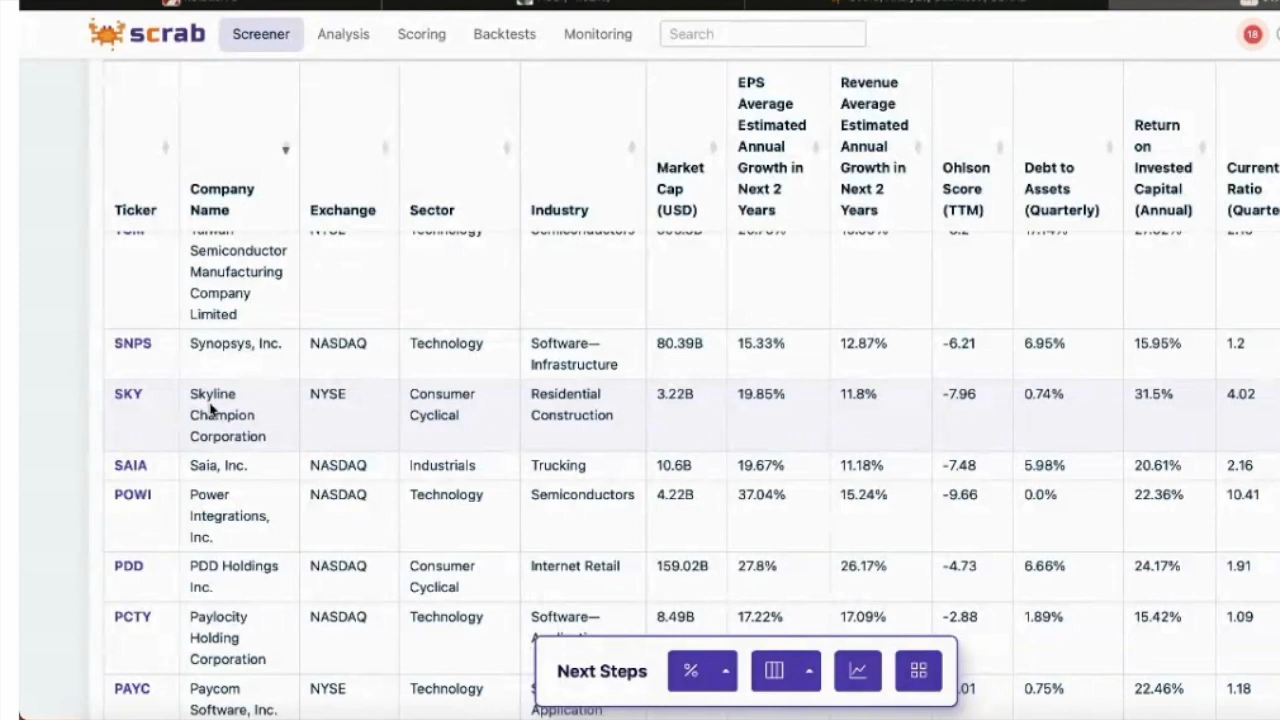 scrab Screener Analysis Scoring Backtests Monitoring Search 18
EPS Revenue
Average Average
Estimated Estimated Return
Annual Annual on
Market Growth in Growth in Ohlson Debt to Invested Current
Company Cap Next 2 Next 2 Score Assets Capital Ratio
Ticker Name Exchange Sector Industry (USD) Years Years (TTM) (Quarterly) (Annual) (Quarte
Semiconductor
Manufacturing
Company
Limited
SNPS Synopsys, Inc. NASDAQ Technology Software— 80.39B 15.33% 12.87% -6.21 6.95% 15.95% 1.2
Infrastructure
SKY Skyline NYSE Consumer Residential 3.22B 19.85% 11.8% -7.96 0.74% 31.5% 4.02
Champion Cyclical Construction
Corporation
SAIA Saia, Inc. NASDAQ Industrials Trucking 10.6B 19.67% 11.18% -7.48 5.98% 20.61% 2.16
POWI Power NASDAQ Technology Semiconductors 4.22B 37.04% 15.24% -9.66 0.0% 22.36% 10.41
Integrations,
Inc.
PDD PDD Holdings NASDAQ Consumer Internet Retail 159.02B 27.8% 26.17% -4.73 6.66% 24.17% 1.91
Inc. Cyclical
PCTY Paylocity NASDAQ Technology Software— 8.49B 17.22% 17.09% -2.88 1.89% 15.42% 1.09
Holding
Corporation
Next Steps %
PAYC Paycom NYSE Technology .01 0.75% 22.46% 1.18
Software, Inc. Application